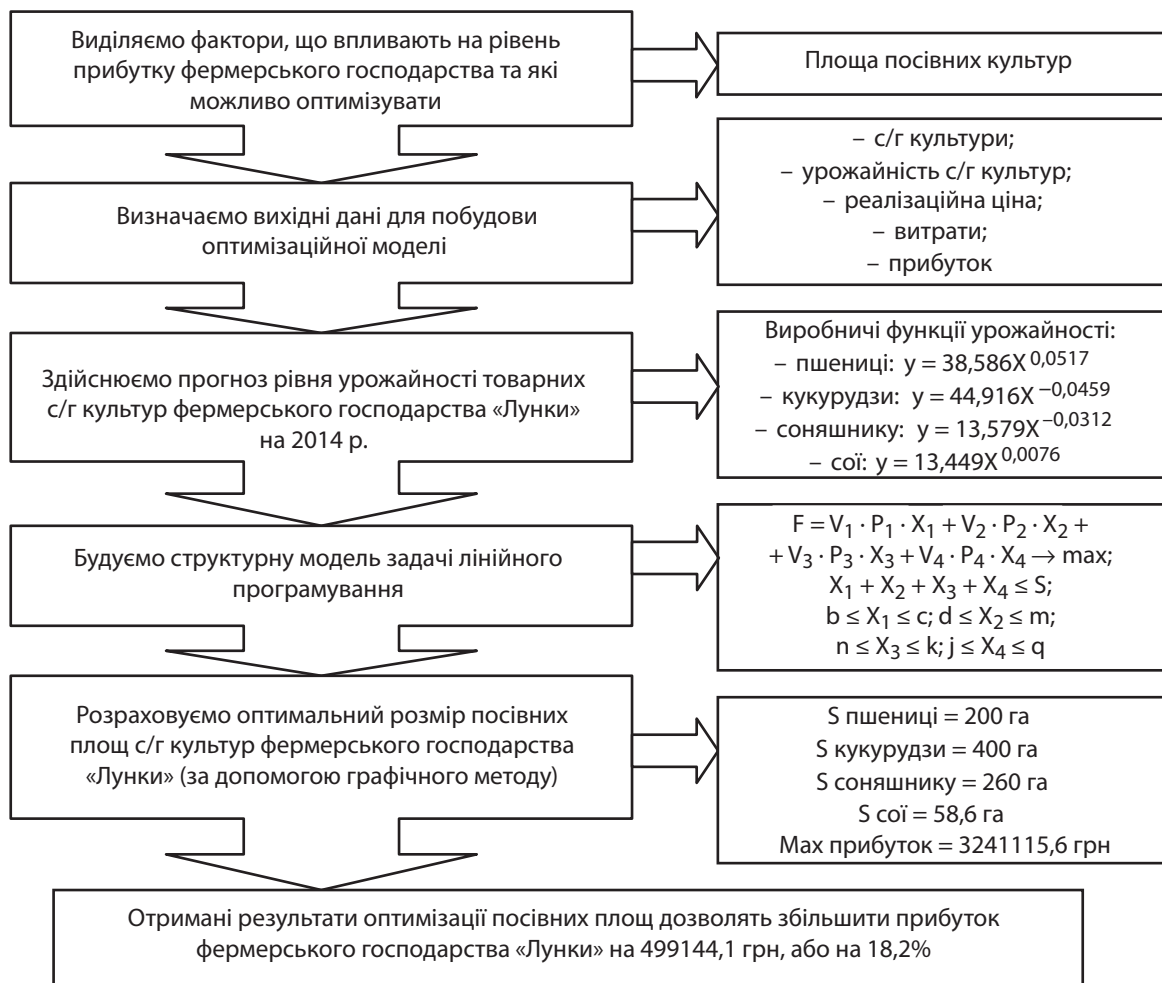 Виділяємо фактори, що впливають на рівень
прибутку фермерського господарства та які
можливо оптимізувати
Площа посівних культур
Визначаємо вихідні дані для побудови
оптимізаційної моделі
– с/г культури;
– урожайність с/г культур;
– реалізаційна ціна;
– витрати;
– прибуток
Здійснюємо прогноз рівня урожайності товарних
с/г культур фермерського господарства «Лунки»
на 2014 р.
Виробничі функції урожайності:
– пшениці: y = 38,586X^0,0517
– кукурудзи: y = 44,916X^−0,0459
– соняшнику: y = 13,579X^−0,0312
– сої: y = 13,449X^0,0076
Будуємо структурну модель задачі лінійного
програмування
F = V₁ · P₁ · X₁ + V₂ · P₂ · X₂ +
+ V₃ · P₃ · X₃ + V₄ · P₄ · X₄ → max;
X₁ + X₂ + X₃ + X₄ ≤ S;
b ≤ X₁ ≤ c; d ≤ X₂ ≤ m;
n ≤ X₃ ≤ k; j ≤ X₄ ≤ q
Розраховуємо оптимальний розмір посівних
площ с/г культур фермерського господарства
«Лунки» (за допомогою графічного методу)
S пшениці = 200 га
S кукурудзи = 400 га
S соняшнику = 260 га
S сої = 58,6 га
Max прибуток = 3241115,6 грн
Отримані результати оптимізації посівних площ дозволять збільшити прибуток
фермерського господарства «Лунки» на 499144,1 грн, або на 18,2%